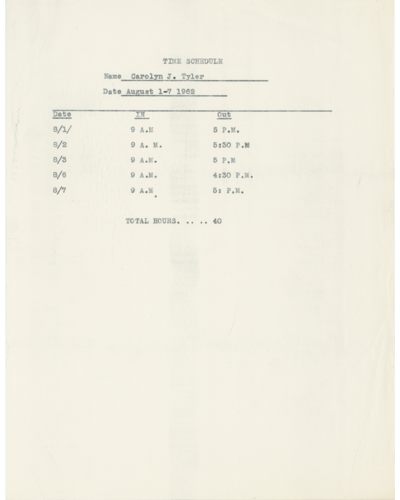 TIME SCHEDULE
Name Carolyn J. Tyler
Date August 1-7 1962
Date IN Out
8/1/ 9 A.M 5 P.M.
8/2 9 A. M. 5:30 P.M
8/3 9 A.M. 5 P.M
8/6 9 A.M. 4:30 P.M.
8/7 9 A.M. 5: P.M.
TOTAL HOURS. .. .. 40